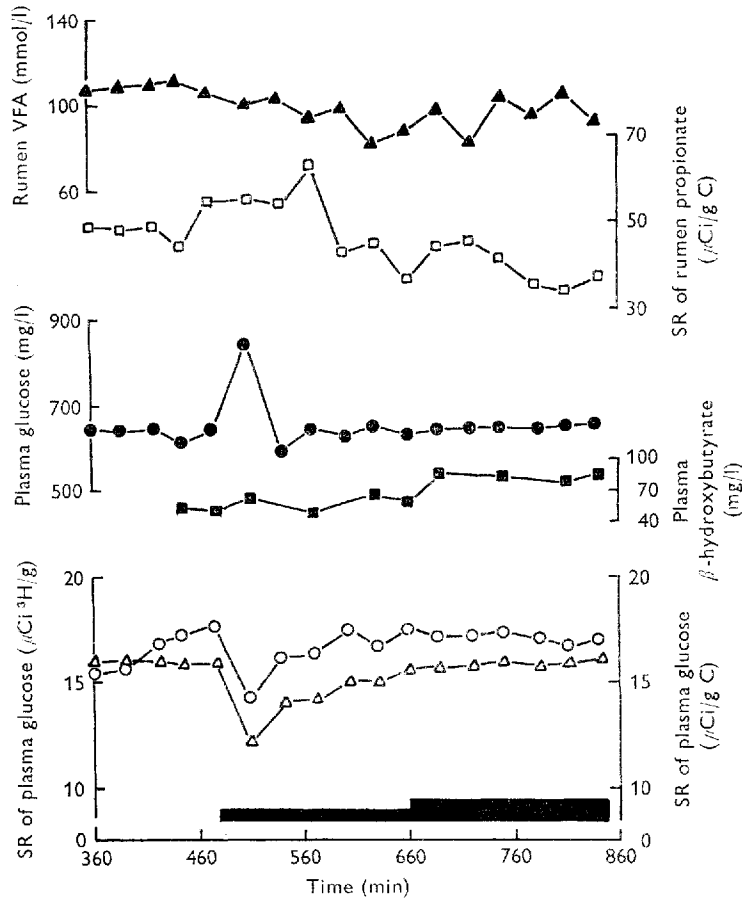 Rumen VFA (mmol/l)
140
100
60
70
50
30
SR of rumen propionate
(μCi/g C)
Plasma glucose (mg/l)
900
700
500
100
70
40
Plasma
β-hydroxybutyrate
(mg/l)
SR of plasma glucose (μCi ³H/g)
20
15
10
0
20
15
10
0
SR of plasma glucose
(μCi/g C)
360 460 560 660 760 860
Time (min)